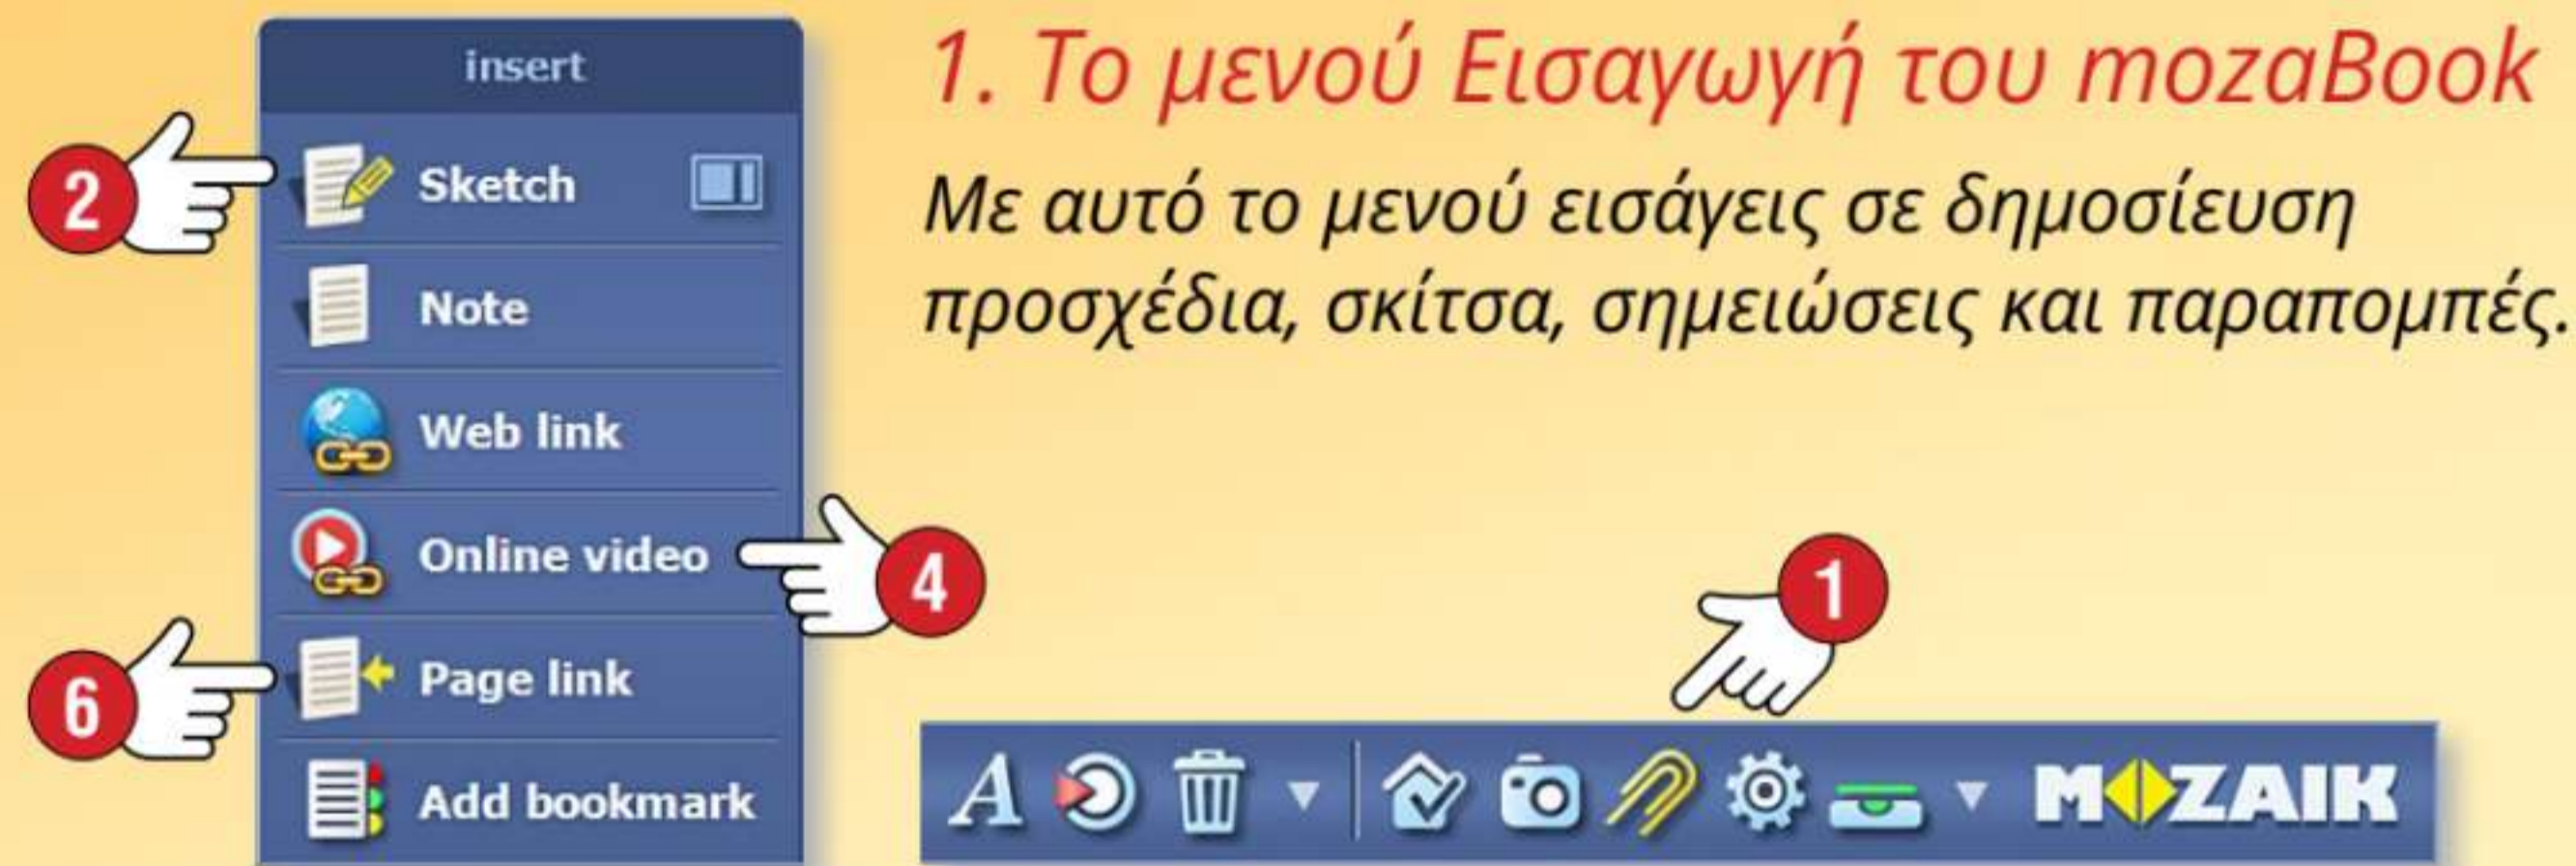 insert
2
Sketch
Note
Web link
Online video
4
6
Page link
Add bookmark
1. Το μενού Εισαγωγή του mozaBook
Με αυτό το μενού εισάγεις σε δημοσίευση
προσχέδια, σκίτσα, σημειώσεις και παραπομπές.
1
A
MOZAIK